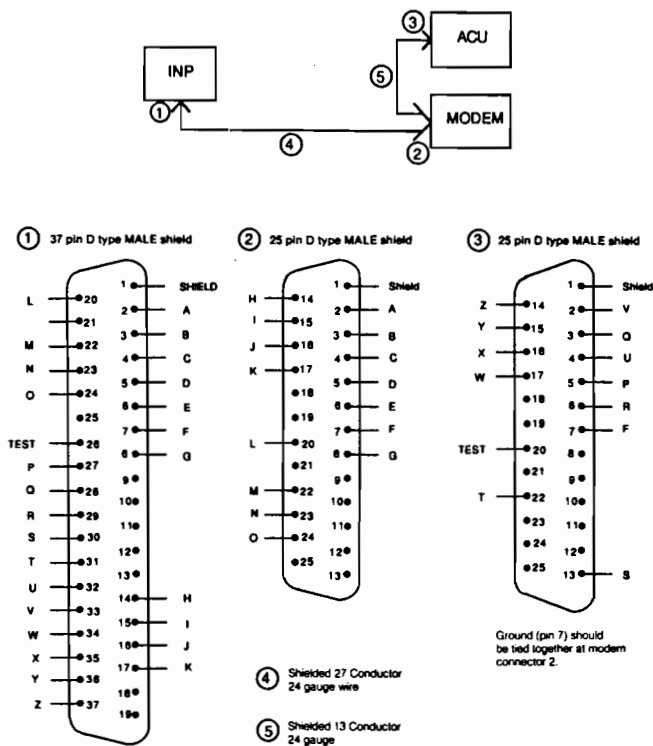 3
ACU
INP
5
1
MODEM
4
2
1 37 pin D type MALE shield
2 25 pin D type MALE shield
3 25 pin D type MALE shield
1 SHIELD
L 20
2 A
21
3 B
M 22
4 C
N 23
5 D
O 24
6 E
25
7 F
TEST 26
8 G
P 27
9
Q 28
10
R 29
11
S 30
12
T 31
13
U 32
14 H
V 33
15 I
W 34
16 J
X 35
17 K
Y 36
18
Z 37
19
1 Shield
H 14
2 A
I 15
3 B
J 16
4 C
K 17
5 D
18
6 E
19
7 F
L 20
8 G
21
9
M 22
10
N 23
11
O 24
12
25
13
1 Shield
Z 14
2 V
Y 15
3 Q
X 16
4 U
W 17
5 P
18
6 R
19
7 F
TEST 20
8
21
9
T 22
10
23
11
24
12
25
13 S
Ground (pin 7) should
be tied together at modem
connector 2.
4 Shielded 27 Conductor
24 gauge wire
5 Shielded 13 Conductor
24 gauge